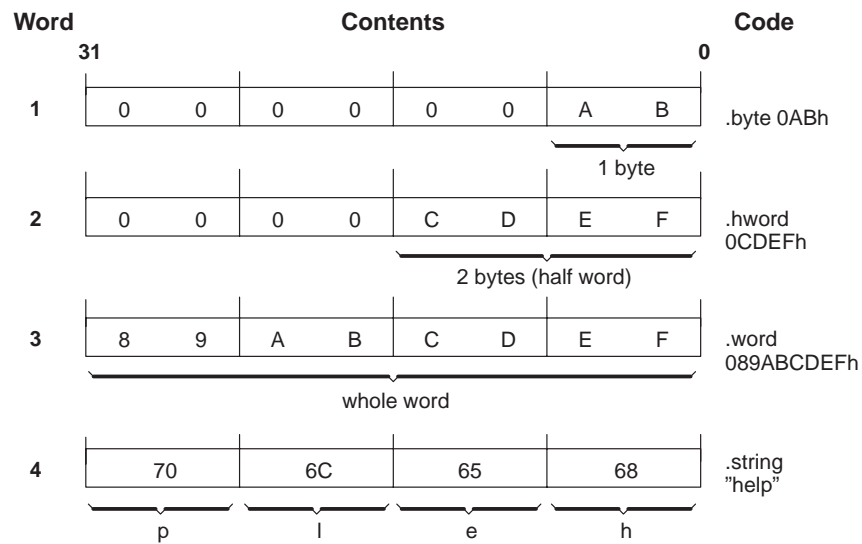 Word Contents Code
31 0
1 0 0 0 0 0 0 A B .byte 0ABh
1 byte
2 0 0 0 0 C D E F .hword
0CDEFh
2 bytes (half word)
3 8 9 A B C D E F .word
089ABCDEFh
whole word
4 70 6C 65 68 .string
”help”
p l e h